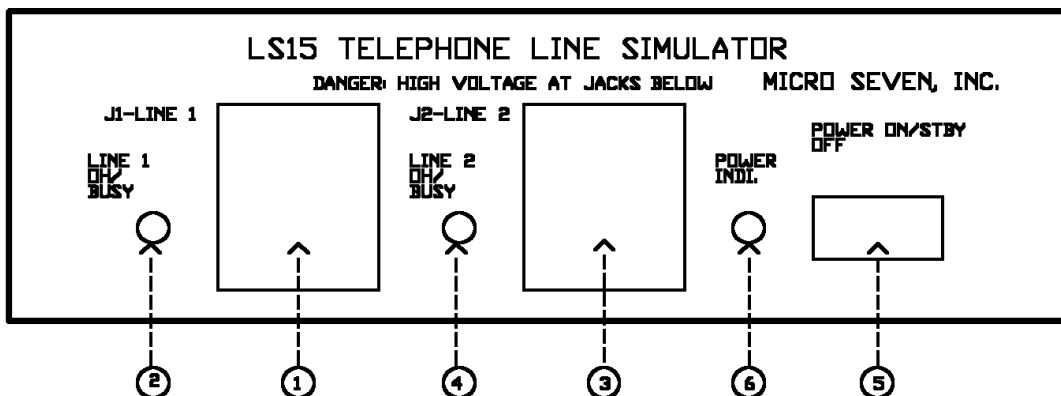 LS15 TELEPHONE LINE SIMULATOR
DANGER: HIGH VOLTAGE AT JACKS BELOW
MICRO SEVEN, INC.
J1-LINE 1
J2-LINE 2
POWER ON/STBY
OFF
LINE 1
OH/
BUSY
LINE 2
OH/
BUSY
POWER
INDI.
2
1
4
3
6
5